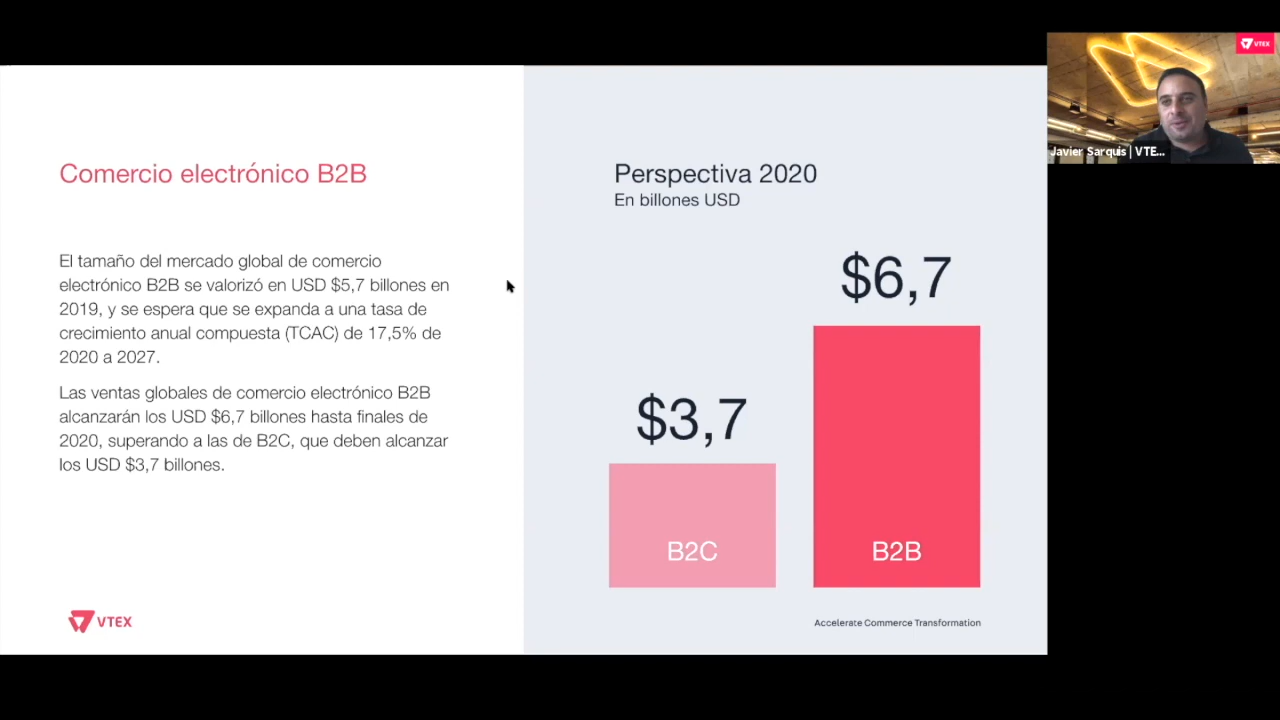 Comercio electrónico B2B
El tamaño del mercado global de comercio
electrónico B2B se valorizó en USD $5,7 billones en
2019, y se espera que se expanda a una tasa de
crecimiento anual compuesta (TCAC) de 17,5% de
2020 a 2027.
Las ventas globales de comercio electrónico B2B
alcanzarán los USD $6,7 billones hasta finales de
2020, superando a las de B2C, que deben alcanzar
los USD $3,7 billones.
VTEX
Perspectiva 2020
En billones USD
$6,7
$3,7
B2C
B2B
Accelerate Commerce Transformation
VTEX
Javier Sarquis | VTE...